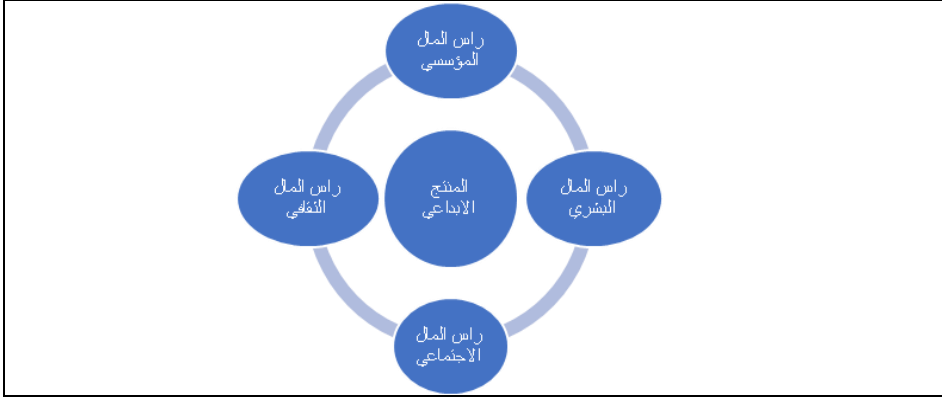 راس المال
المؤسسي
راس المال
البشري
المنتج
الابداعي
راس المال
الثقافي
راس المال
الاجتماعي